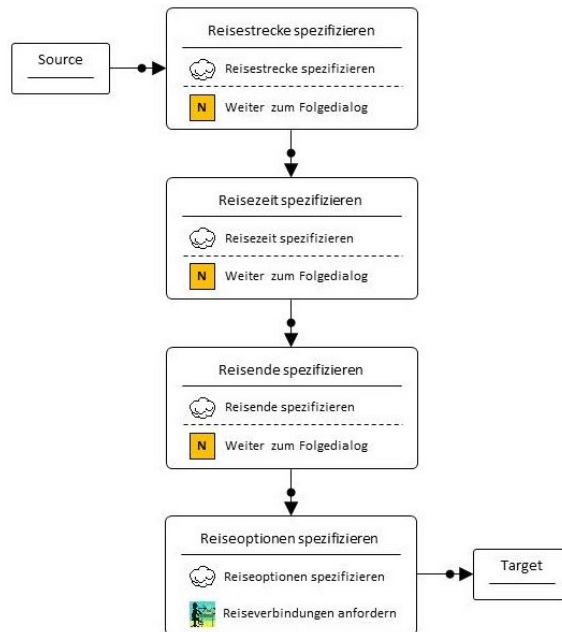 Source
Reisestrecke spezifizieren
Reisestrecke spezifizieren
N Weiter zum Folgedialog
Reisezeit spezifizieren
Reisezeit spezifizieren
N Weiter zum Folgedialog
Reisende spezifizieren
Reisende spezifizieren
N Weiter zum Folgedialog
Reiseoptionen spezifizieren
Reiseoptionen spezifizieren
Reiseverbindungen anfordern
Target